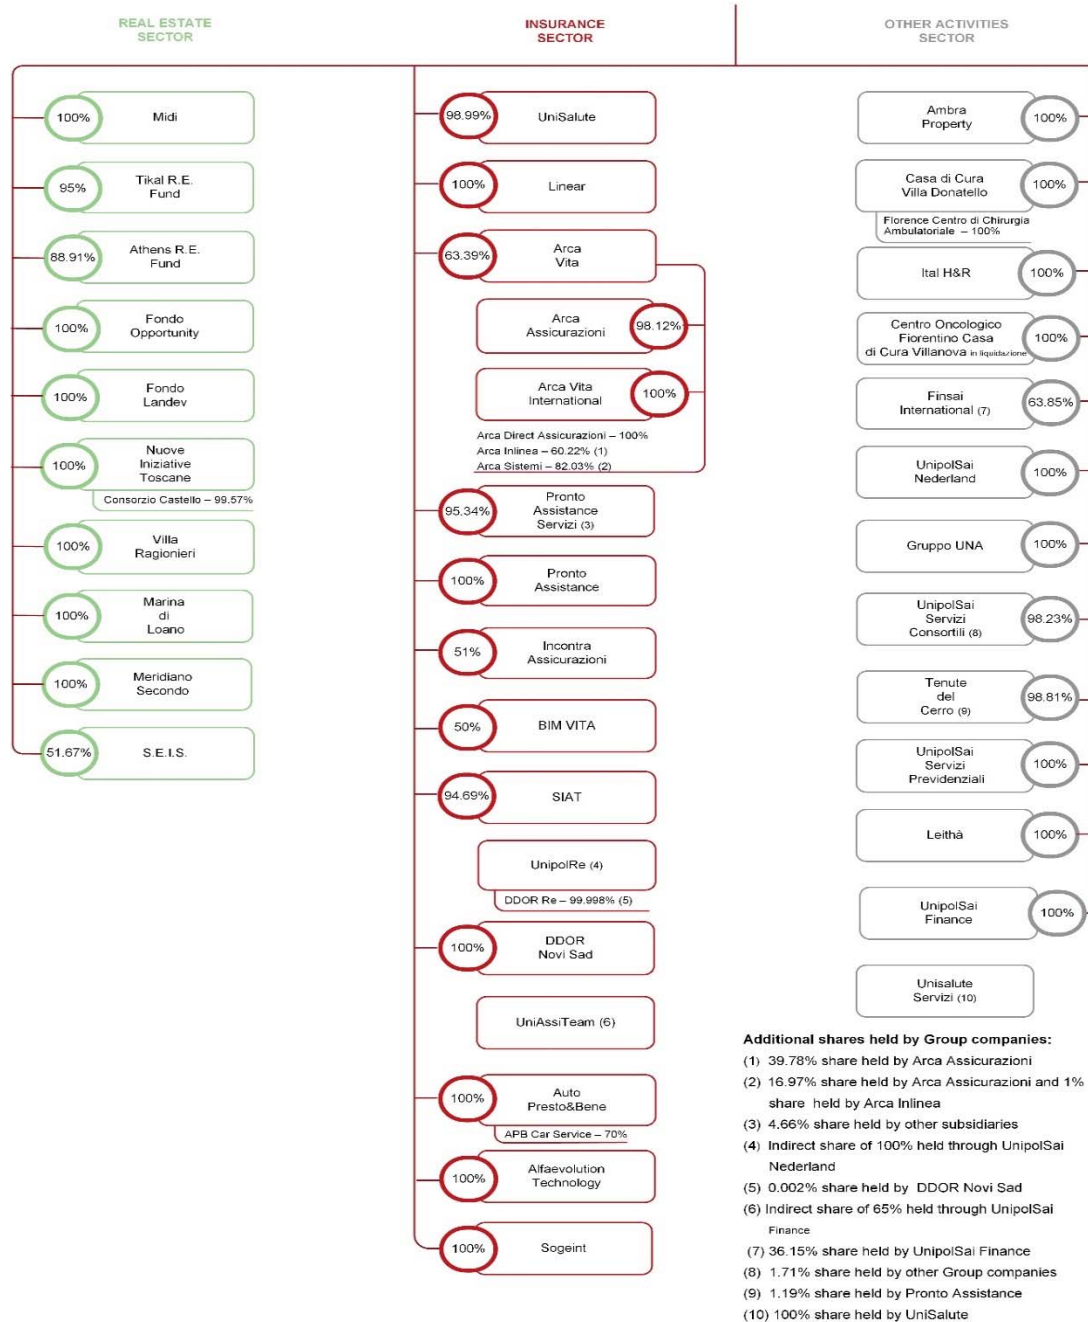 REAL ESTATE
SECTOR
100%
Midi
95%
Tikal R.E.
Fund
88.91%
Athens R.E.
Fund
100%
Fondo
Opportunity
100%
Fondo
Landev
100%
Nuove
Iniziative
Toscane
Consorzio Castello – 99.57%
100%
Villa
Ragionieri
100%
Marina
di
Loano
100%
Meridiano
Secondo
51.67%
S.E.I.S.
INSURANCE
SECTOR
98.99%
UniSalute
100%
Linear
63.39%
Arca
Vita
Arca
Assicurazioni
98.12%
Arca Vita
International
100%
Arca Direct Assicurazioni – 100%
Arca Inlinea – 60.22% (1)
Arca Sistemi – 82.03% (2)
95.34%
Pronto
Assistance
Servizi (3)
100%
Pronto
Assistance
51%
Incontra
Assicurazioni
50%
BIM VITA
94.69%
SIAT
UnipolRe (4)
DDOR Re – 99.998% (5)
100%
DDOR
Novi Sad
UniAssiTeam (6)
100%
Auto
Presto&Bene
APB Car Service – 70%
100%
Alfaevolution
Technology
100%
Sogeint
OTHER ACTIVITIES
SECTOR
Ambra
Property
100%
Casa di Cura
Villa Donatello
100%
Florence Centro di Chirurgia
Ambulatoriale – 100%
Ital H&R
100%
Centro Oncologico
Fiorentino Casa
di Cura Villanova in liquidazione
100%
Finsai
International (7)
63.85%
UnipolSai
Nederland
100%
Gruppo UNA
100%
UnipolSai
Servizi
Consortili (8)
98.23%
Tenute
del
Cerro (9)
98.81%
UnipolSai
Servizi
Previdenziali
100%
Leithà
100%
UnipolSai
Finance
100%
Unisalute
Servizi (10)
Additional shares held by Group companies:
(1) 39.78% share held by Arca Assicurazioni
(2) 16.97% share held by Arca Assicurazioni and 1%
share held by Arca Inlinea
(3) 4.66% share held by other subsidiaries
(4) Indirect share of 100% held through UnipolSai
Nederland
(5) 0.002% share held by DDOR Novi Sad
(6) Indirect share of 65% held through UnipolSai
Finance
(7) 36.15% share held by UnipolSai Finance
(8) 1.71% share held by other Group companies
(9) 1.19% share held by Pronto Assistance
(10) 100% share held by UniSalute